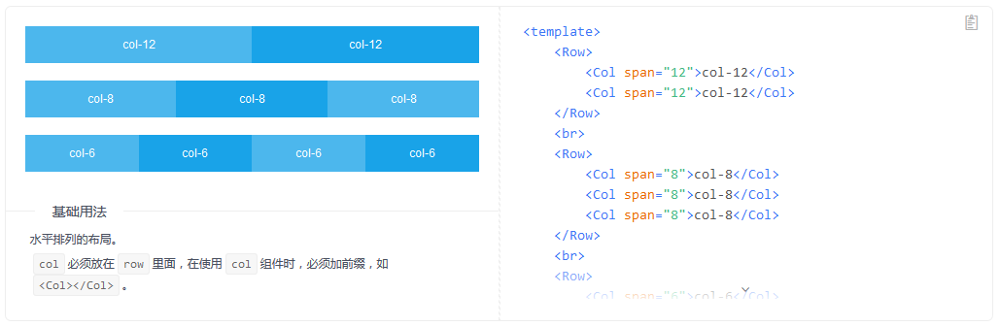 col-12 col-12
col-8 col-8 col-8
col-6 col-6 col-6 col-6
基础用法
水平排列的布局。
col 必须放在 row 里面，在使用 col 组件时，必须加前缀，如
<Col></Col> 。
<template>
<Row>
<Col span="12">col-12</Col>
<Col span="12">col-12</Col>
</Row>
<br>
<Row>
<Col span="8">col-8</Col>
<Col span="8">col-8</Col>
<Col span="8">col-8</Col>
</Row>
<br>
<Row>
<Col span="6">col-6</Col>